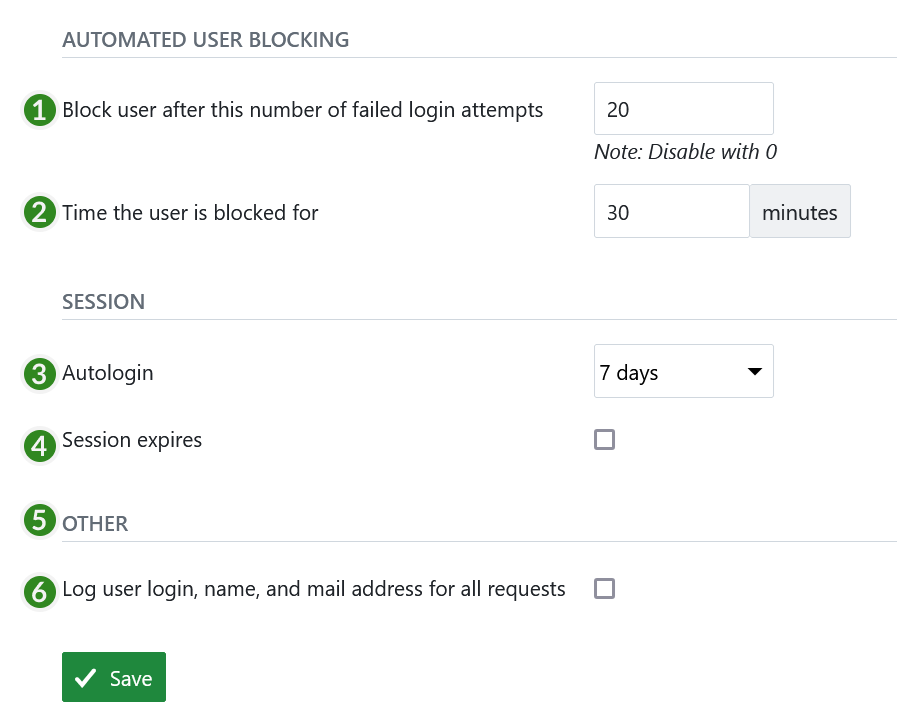 AUTOMATED USER BLOCKING
1 Block user after this number of failed login attempts 20
Note: Disable with 0
2 Time the user is blocked for 30 minutes
SESSION
3 Autologin 7 days
4 Session expires
5 OTHER
6 Log user login, name, and mail address for all requests
Save